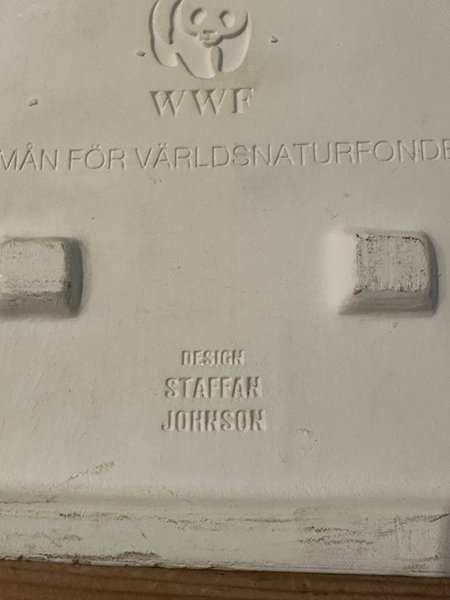 WWF
MÅN FÖR VÄRLDSNATURFONDE
DESIGN
STAFFAN
JOHNSON